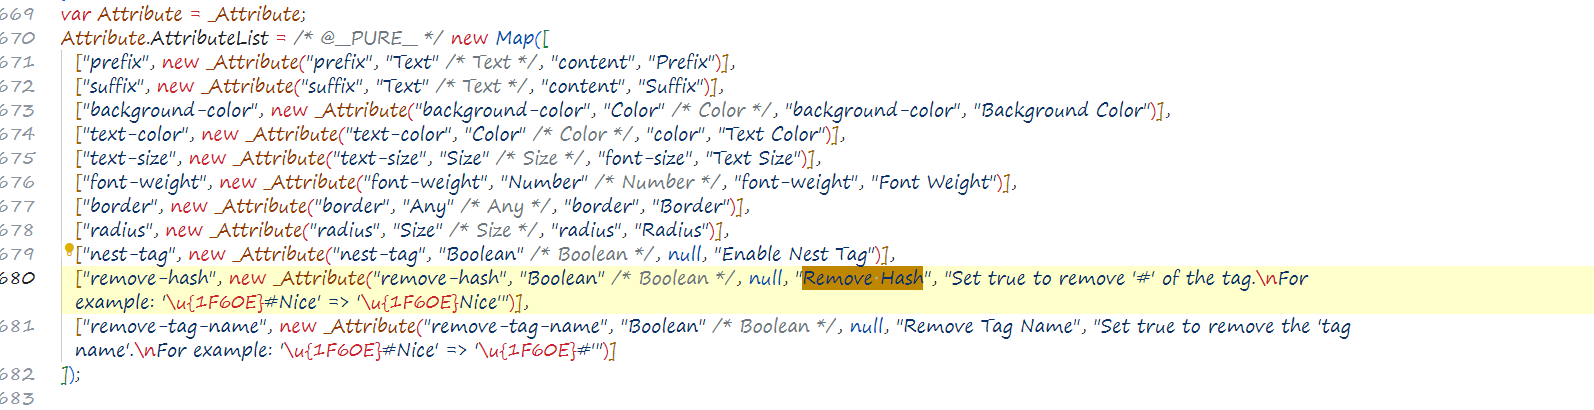 669 var Attribute = _Attribute;
670 Attribute.AttributeList = /* @__PURE__ */ new Map([
671 ["prefix", new _Attribute("prefix", "Text" /* Text */, "content", "Prefix")],
672 ["suffix", new _Attribute("suffix", "Text" /* Text */, "content", "Suffix")],
673 ["background-color", new _Attribute("background-color", "Color" /* Color */, "background-color", "Background Color")],
674 ["text-color", new _Attribute("text-color", "Color" /* Color */, "color", "Text Color")],
675 ["text-size", new _Attribute("text-size", "Size" /* Size */, "font-size", "Text Size")],
676 ["font-weight", new _Attribute("font-weight", "Number" /* Number */, "font-weight", "Font Weight")],
677 ["border", new _Attribute("border", "Any" /* Any */, "border", "Border")],
678 ["radius", new _Attribute("radius", "Size" /* Size */, "radius", "Radius")],
679 ["nest-tag", new _Attribute("nest-tag", "Boolean" /* Boolean */, null, "Enable Nest Tag")],
680 ["remove-hash", new _Attribute("remove-hash", "Boolean" /* Boolean */, null, "Remove Hash", "Set true to remove '#' of the tag.\nFor
example: '\u{1F60E}#Nice' => '\u{1F60E}Nice'")],
681 ["remove-tag-name", new _Attribute("remove-tag-name", "Boolean" /* Boolean */, null, "Remove Tag Name", "Set true to remove the 'tag
name'.\nFor example: '\u{1F60E}#Nice' => '\u{1F60E}#'")]
682 ]);
683